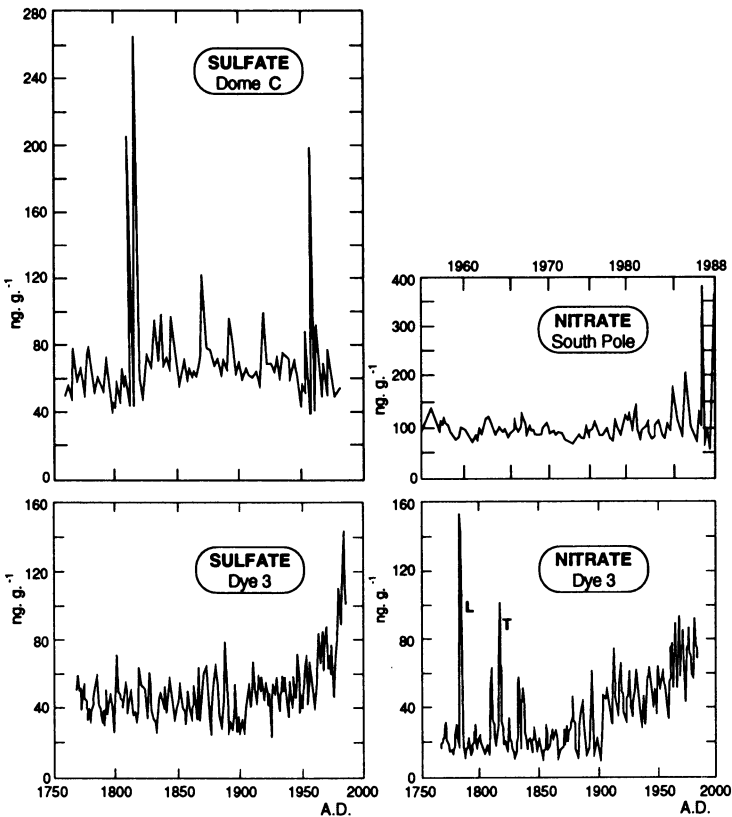 280
240
200
160
120
80
40
0
ng. g.⁻¹
SULFATE
Dome C
1960 1970 1980 1988
400
300
200
100
0
ng. g.⁻¹
NITRATE
South Pole
160
120
80
40
0
ng. g.⁻¹
SULFATE
Dye 3
1750 1800 1850 1900 1950 2000
A.D.
160
120
80
40
0
ng. g.⁻¹
NITRATE
Dye 3
L
T
1750 1800 1850 1900 1950 2000
A.D.